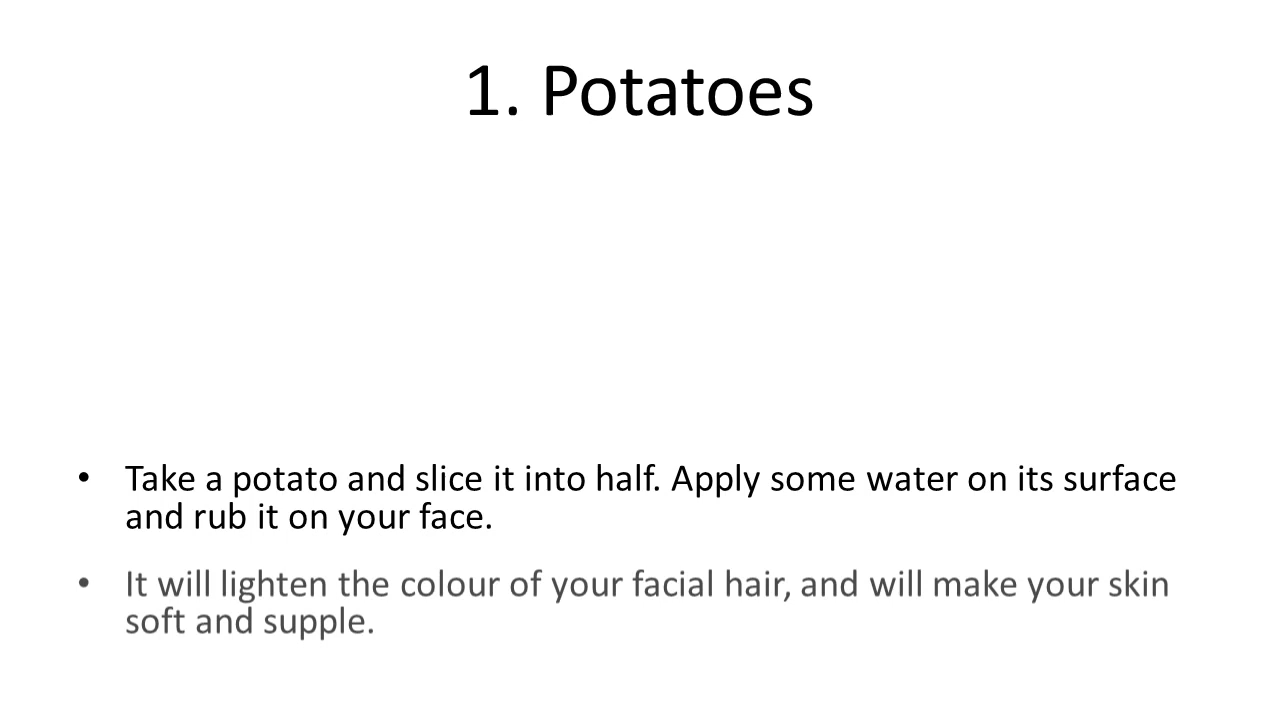 1. Potatoes
• Take a potato and slice it into half. Apply some water on its surface
and rub it on your face.
• It will lighten the colour of your facial hair, and will make your skin
soft and supple.